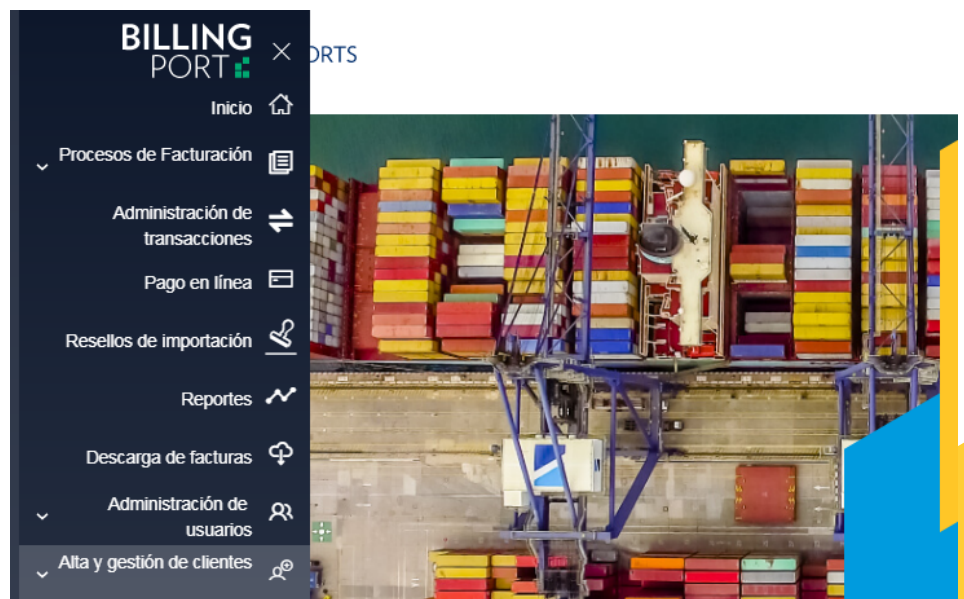 BILLING
PORT
ORTS
Inicio
Procesos de Facturación
Administración de
transacciones
Pago en línea
Resellos de importación
Reportes
Descarga de facturas
Administración de
usuarios
Alta y gestión de clientes